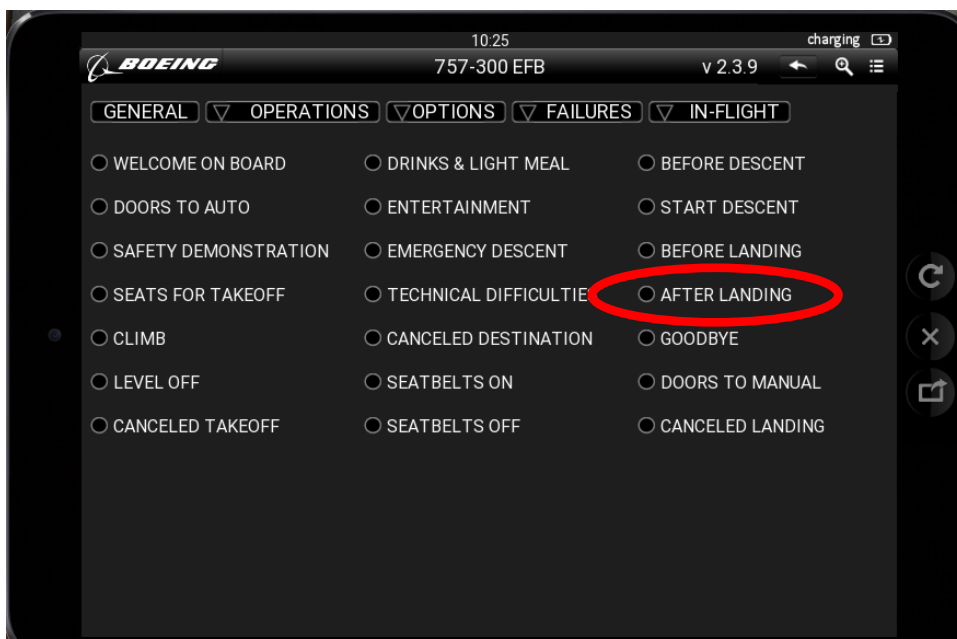 10:25 charging
BOEING 757-300 EFB v 2.3.9
GENERAL OPERATIONS OPTIONS FAILURES IN-FLIGHT
WELCOME ON BOARD DRINKS & LIGHT MEAL BEFORE DESCENT
DOORS TO AUTO ENTERTAINMENT START DESCENT
SAFETY DEMONSTRATION EMERGENCY DESCENT BEFORE LANDING
SEATS FOR TAKEOFF TECHNICAL DIFFICULTIE AFTER LANDING
CLIMB CANCELED DESTINATION GOODBYE
LEVEL OFF SEATBELTS ON DOORS TO MANUAL
CANCELED TAKEOFF SEATBELTS OFF CANCELED LANDING